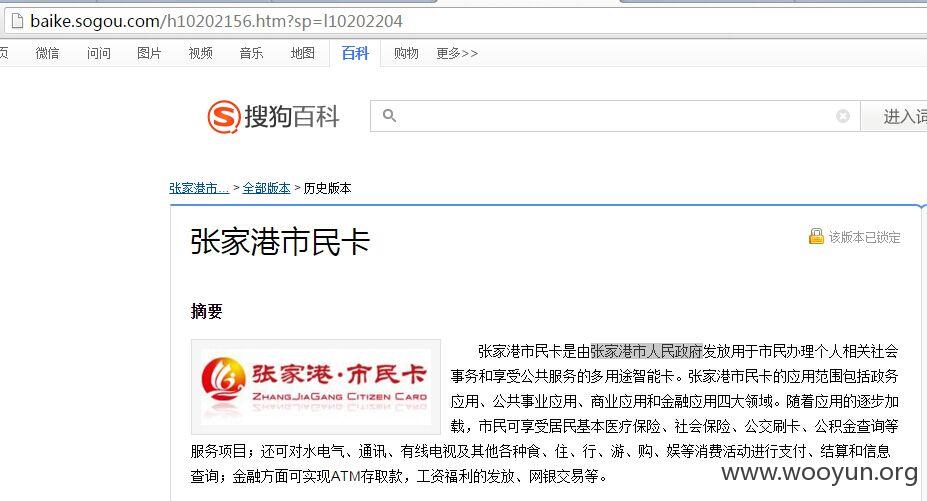 baike.sogou.com/h10202156.htm?sp=l10202204
页 微信 问问 图片 视频 音乐 地图 百科 购物 更多>>
搜狗百科
进入词
张家港市... > 全部版本 > 历史版本
张家港市民卡
该版本已锁定
摘要
张家港·市民卡
ZHANGJIAGANG CITIZEN CARD
张家港市民卡是由张家港市人民政府发放用于市民办理个人相关社会
事务和享受公共服务的多用途智能卡。张家港市民卡的应用范围包括政务
应用、公共事业应用、商业应用和金融应用四大领域。随着应用的逐步加
载，市民可享受居民基本医疗保险、社会保险、公交刷卡、公积金查询等
服务项目；还可对水电气、通讯、有线电视及其他各种食、住、行、游、购、娱等消费活动进行支付、结算和信息
查询；金融方面可实现ATM存取款，工资福利的发放、网银交易等。
www.wooyun.org